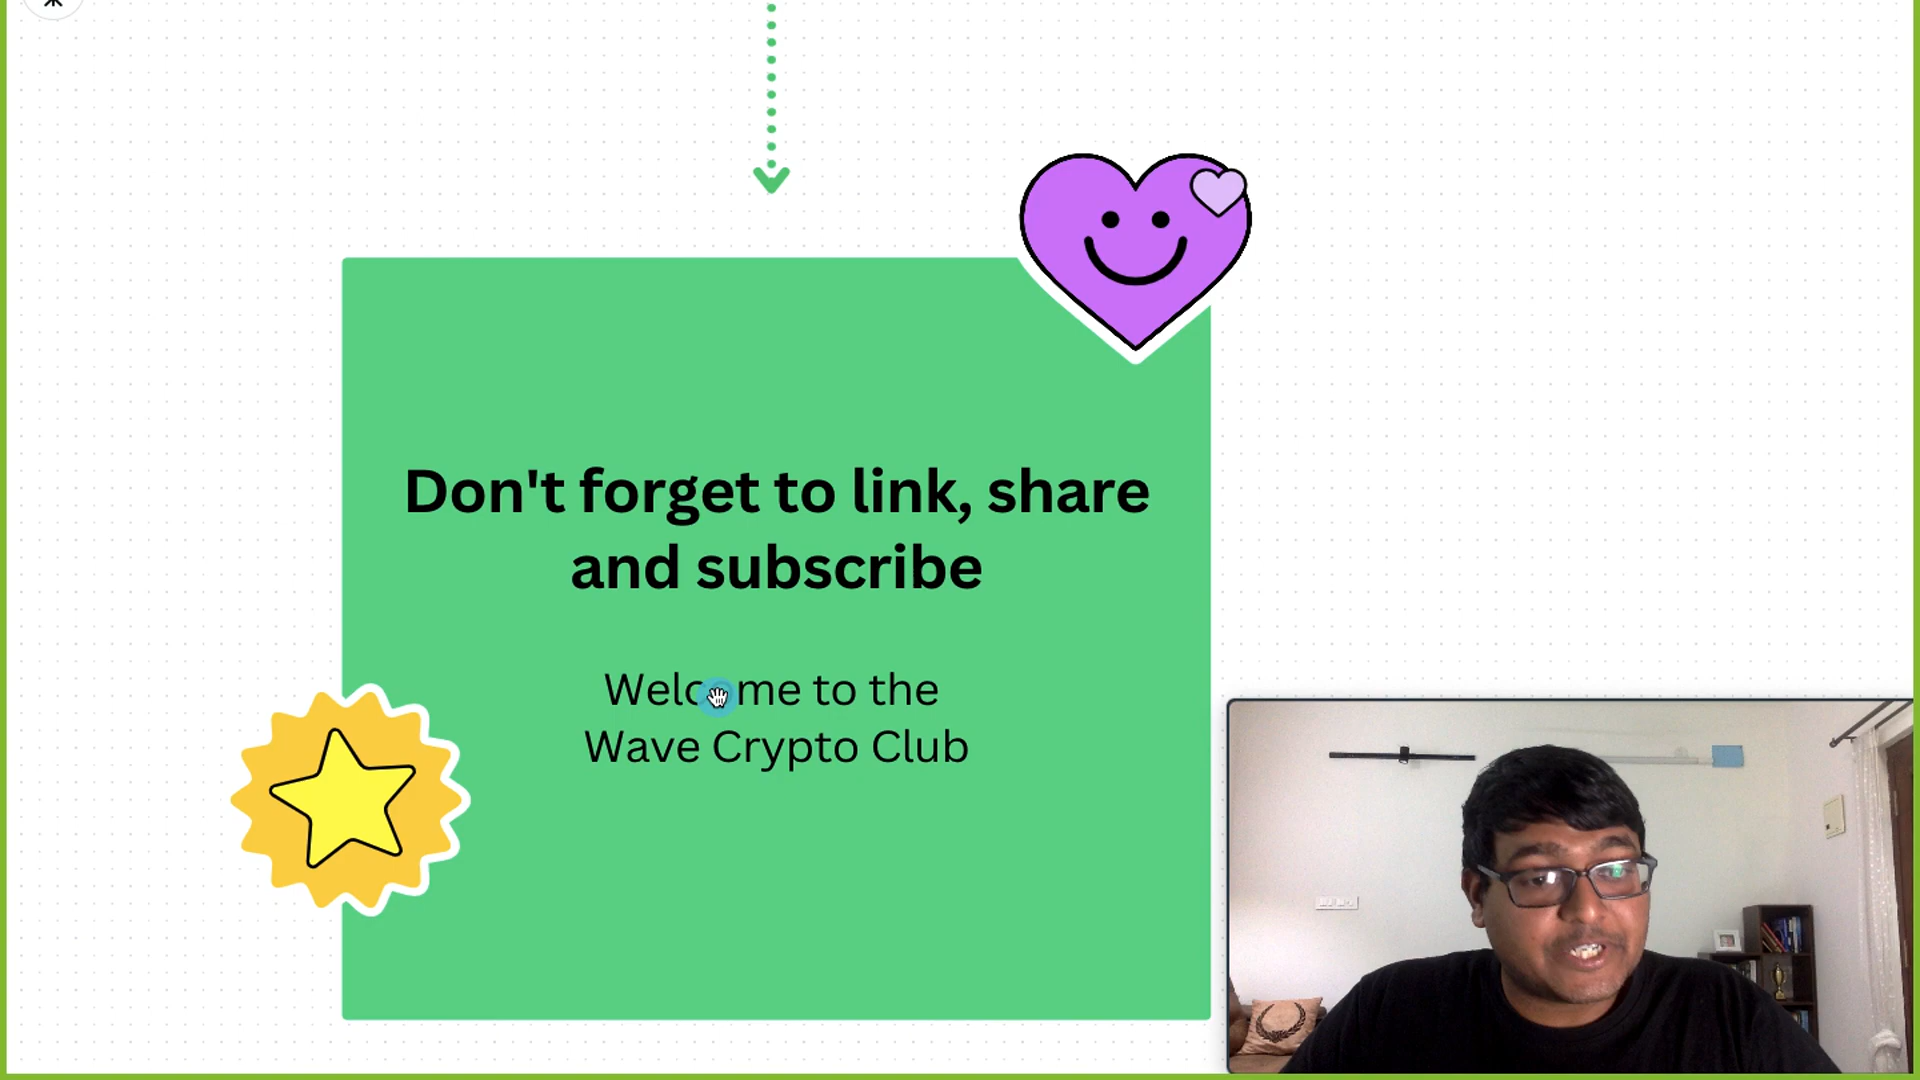 Don't forget to link, share
and subscribe
Welcome to the
Wave Crypto Club